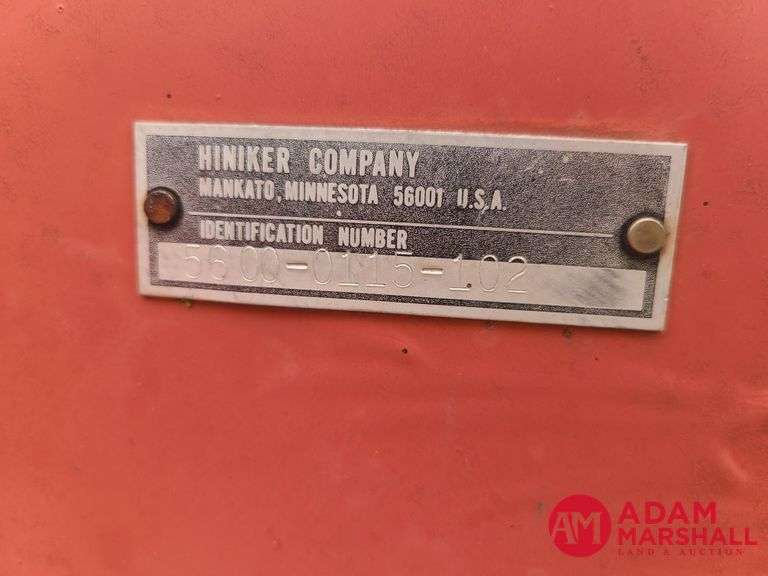 HINIKER COMPANY
MANKATO, MINNESOTA 56001 U.S.A.
IDENTIFICATION NUMBER
5600-0115-102
AM ADAM
MARSHALL
LAND & AUCTION